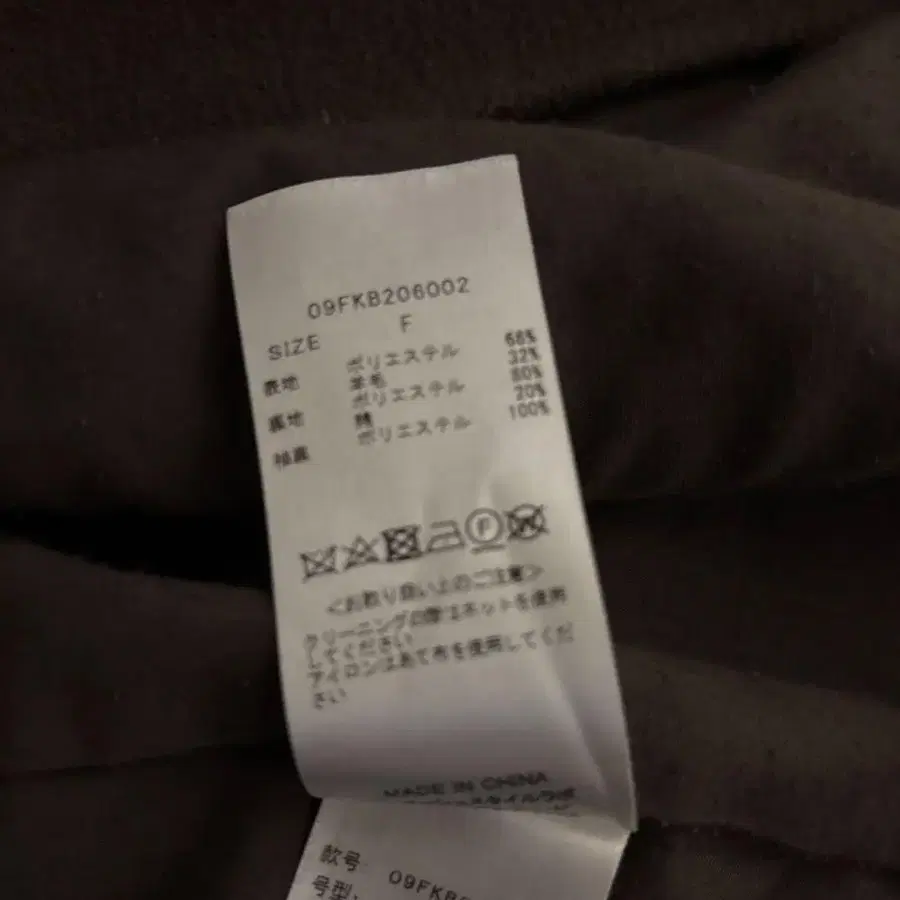 09FKB206002
SIZE F
表地 ポリエステル 68%
羊毛 32%
裏地 ポリエステル 80%
綿 20%
袖裏 ポリエステル 100%
F
<お取り扱い上のご注意>
クリーニングの際はネットを使用
してください
アイロンはあて布を使用してくだ
さい
MADE IN CHINA
款号
09FKB
号型